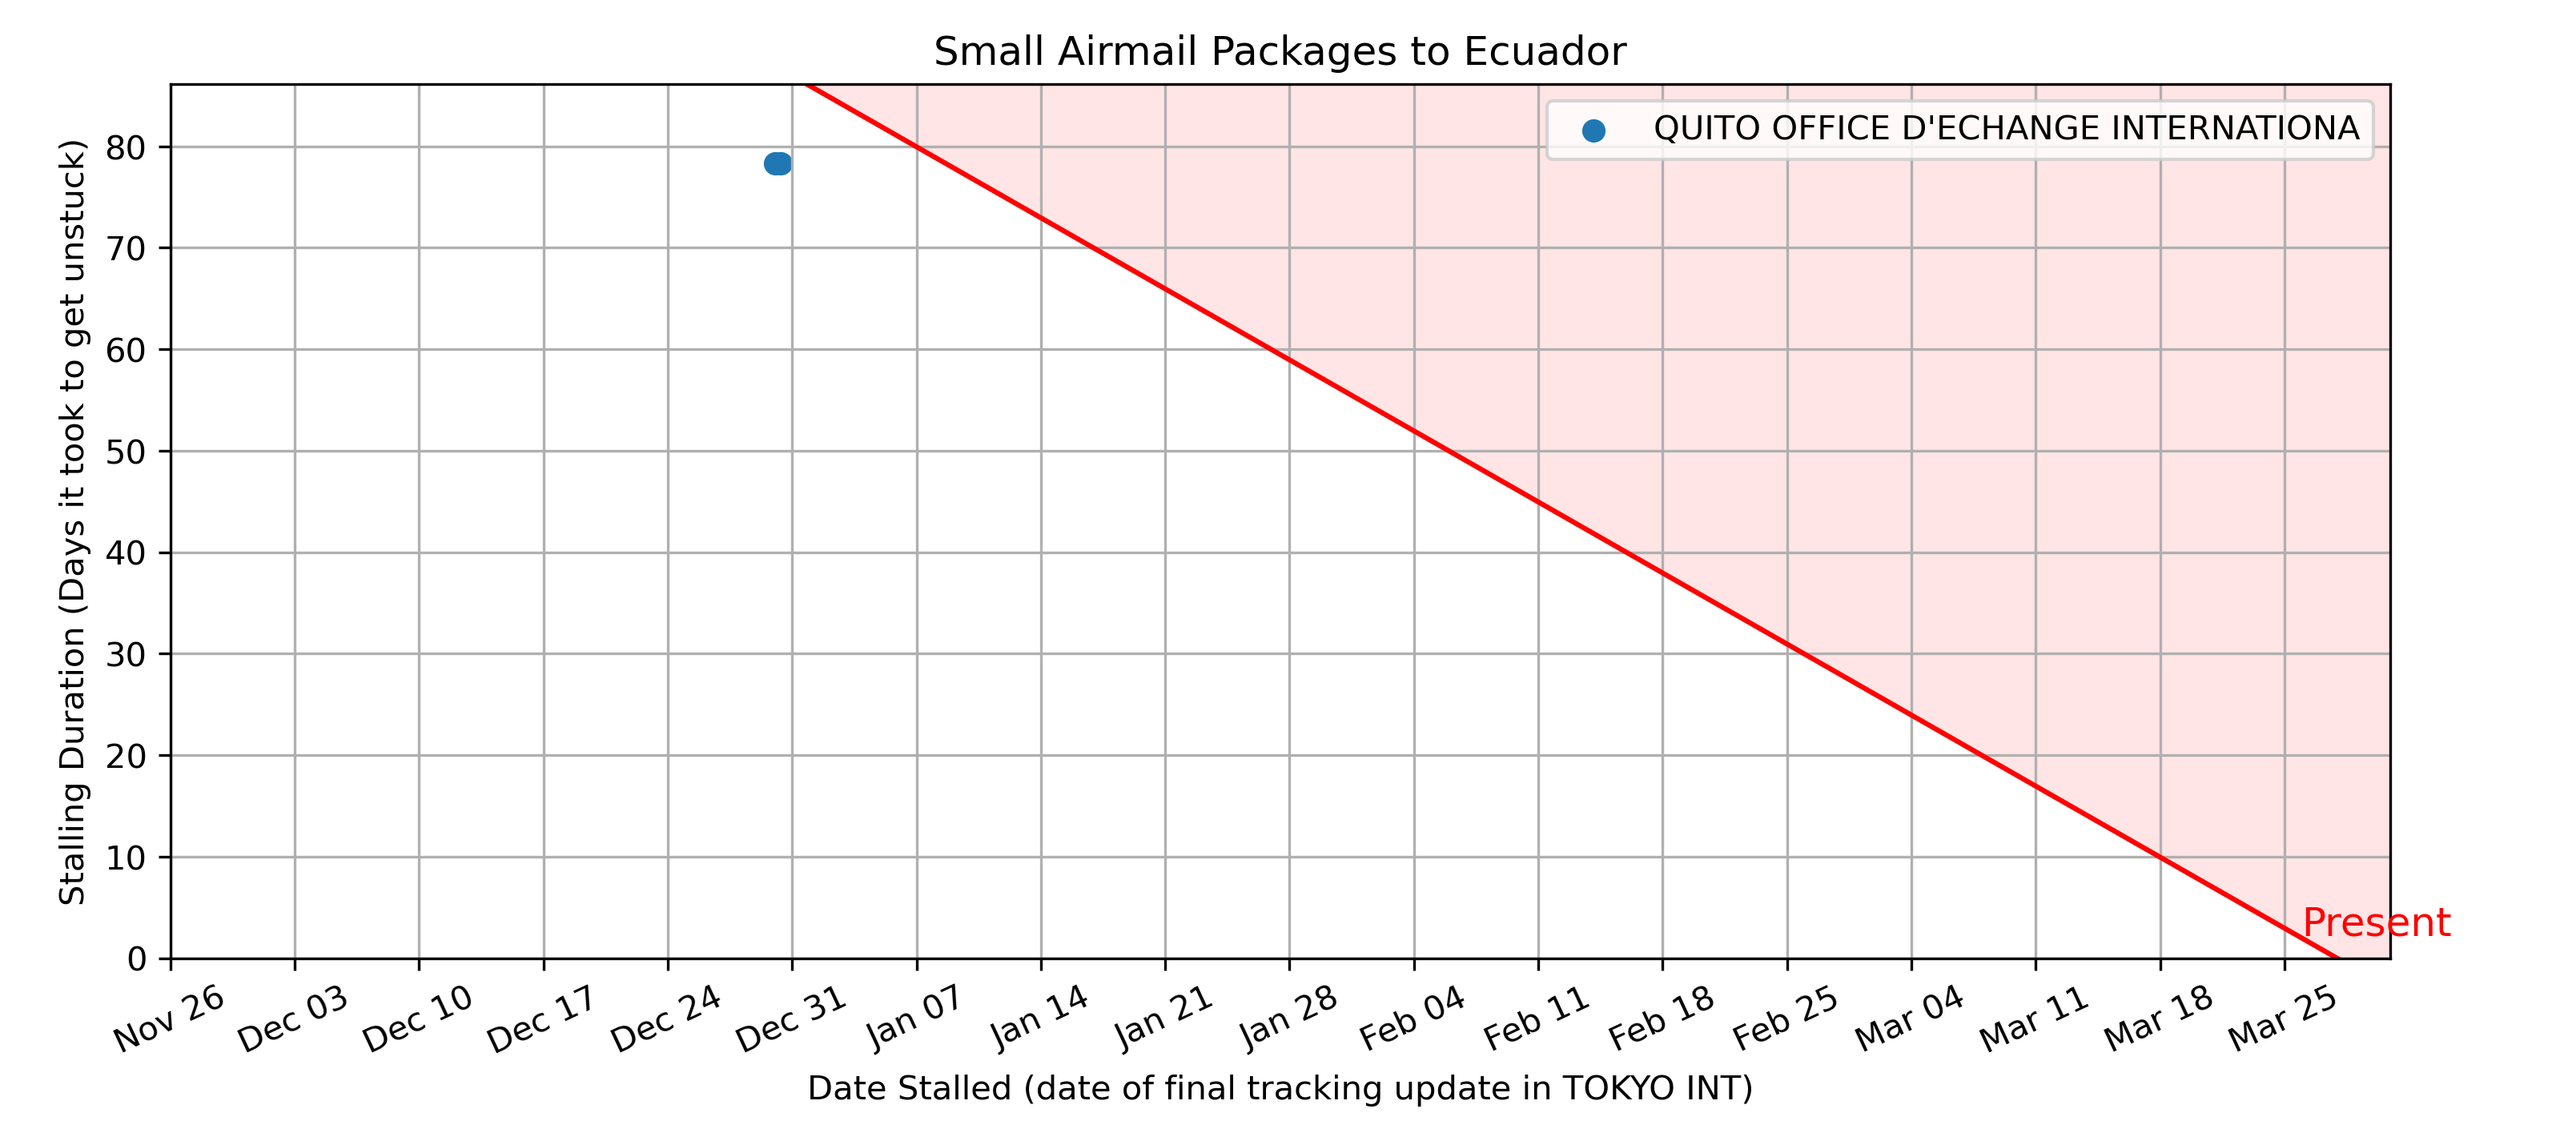 Small Airmail Packages to Ecuador
QUITO OFFICE D'ECHANGE INTERNATIONA
Stalling Duration (Days it took to get unstuck)
80
70
60
50
40
30
20
10
0
Present
Nov 26
Dec 03
Dec 10
Dec 17
Dec 24
Dec 31
Jan 07
Jan 14
Jan 21
Jan 28
Feb 04
Feb 11
Feb 18
Feb 25
Mar 04
Mar 11
Mar 18
Mar 25
Date Stalled (date of final tracking update in TOKYO INT)